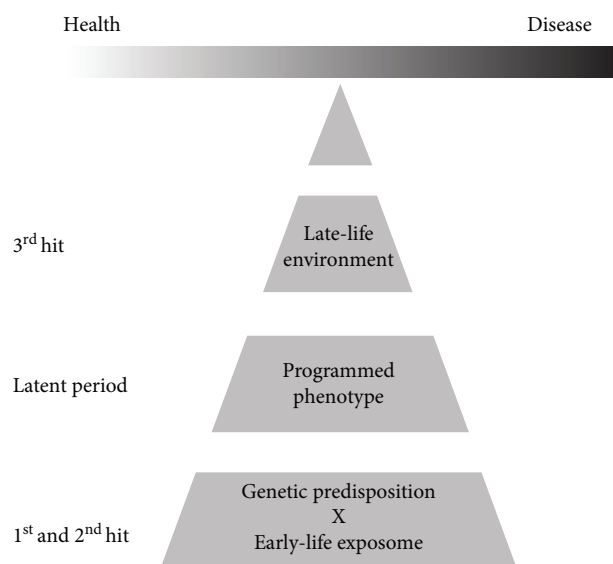 Health Disease
3rd hit
Late-life
environment
Latent period
Programmed
phenotype
1st and 2nd hit
Genetic predisposition
X
Early-life exposome